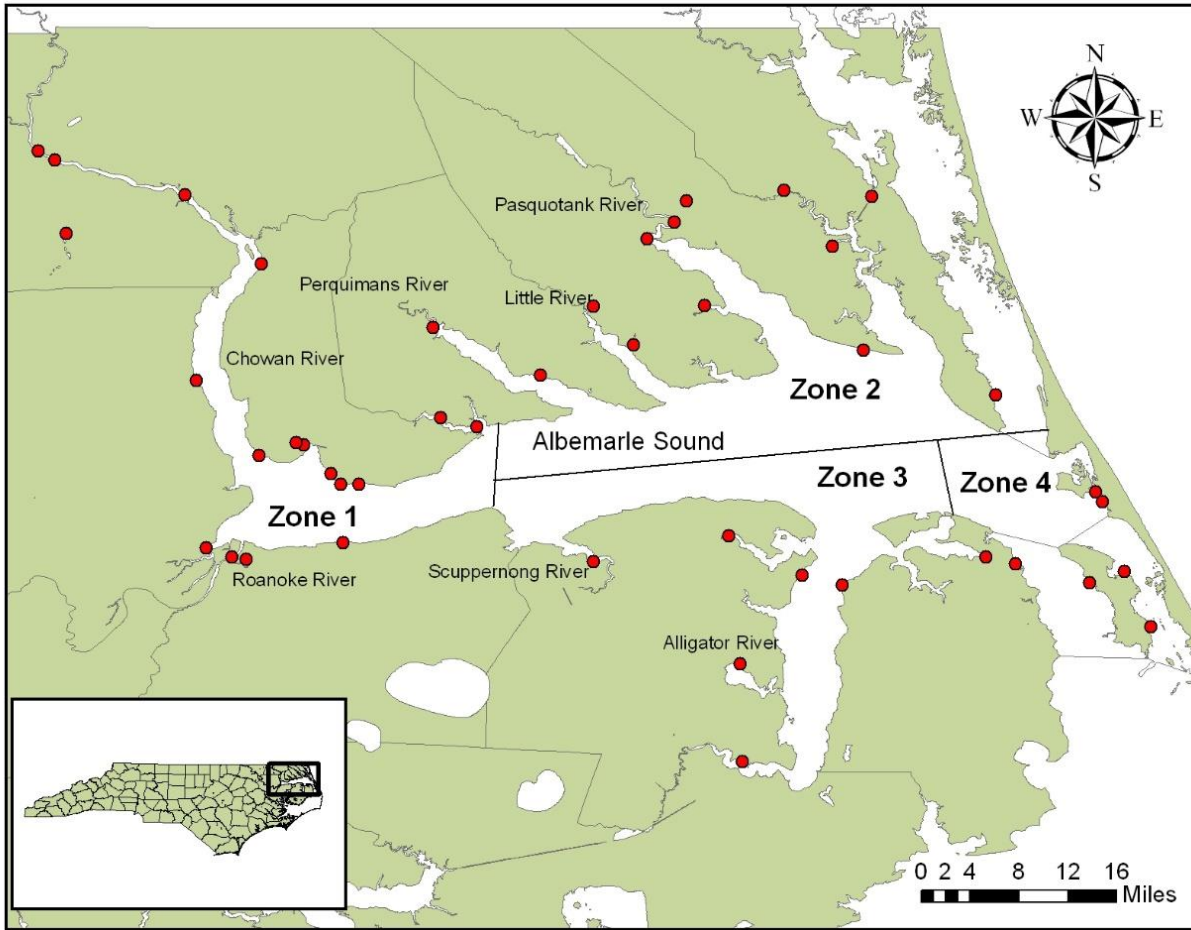 N
W E
S
Pasquotank River
Perquimans River
Little River
Chowan River
Zone 2
Albemarle Sound
Zone 3
Zone 4
Zone 1
Roanoke River
Scuppernong River
Alligator River
0 2 4 8 12 16
Miles